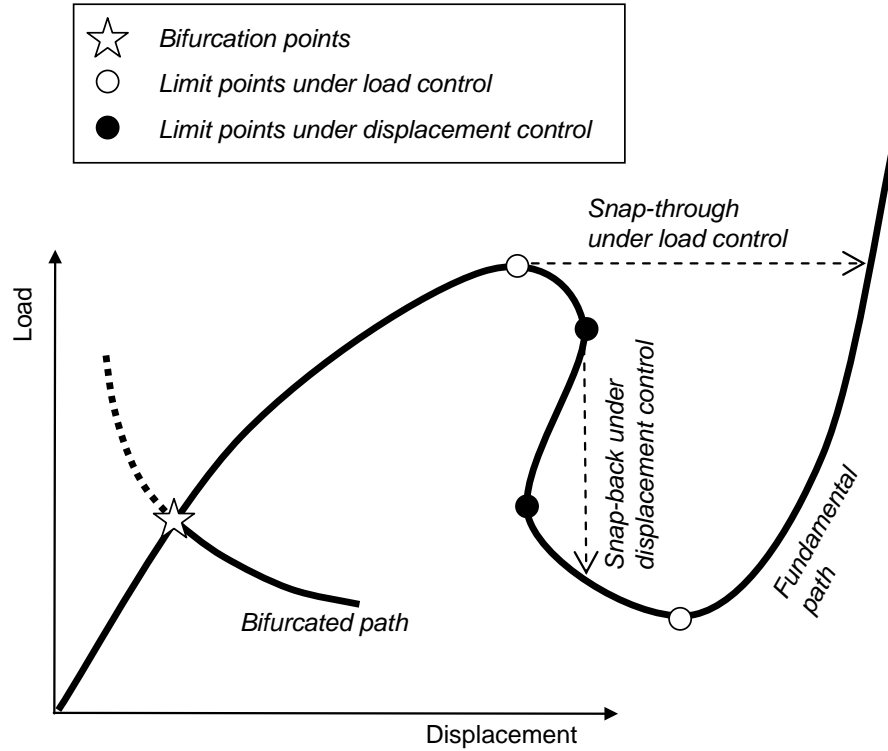 Bifurcation points
Limit points under load control
Limit points under displacement control
Snap-through
under load control
Load
Snap-back under
displacement control
Fundamental
path
Bifurcated path
Displacement